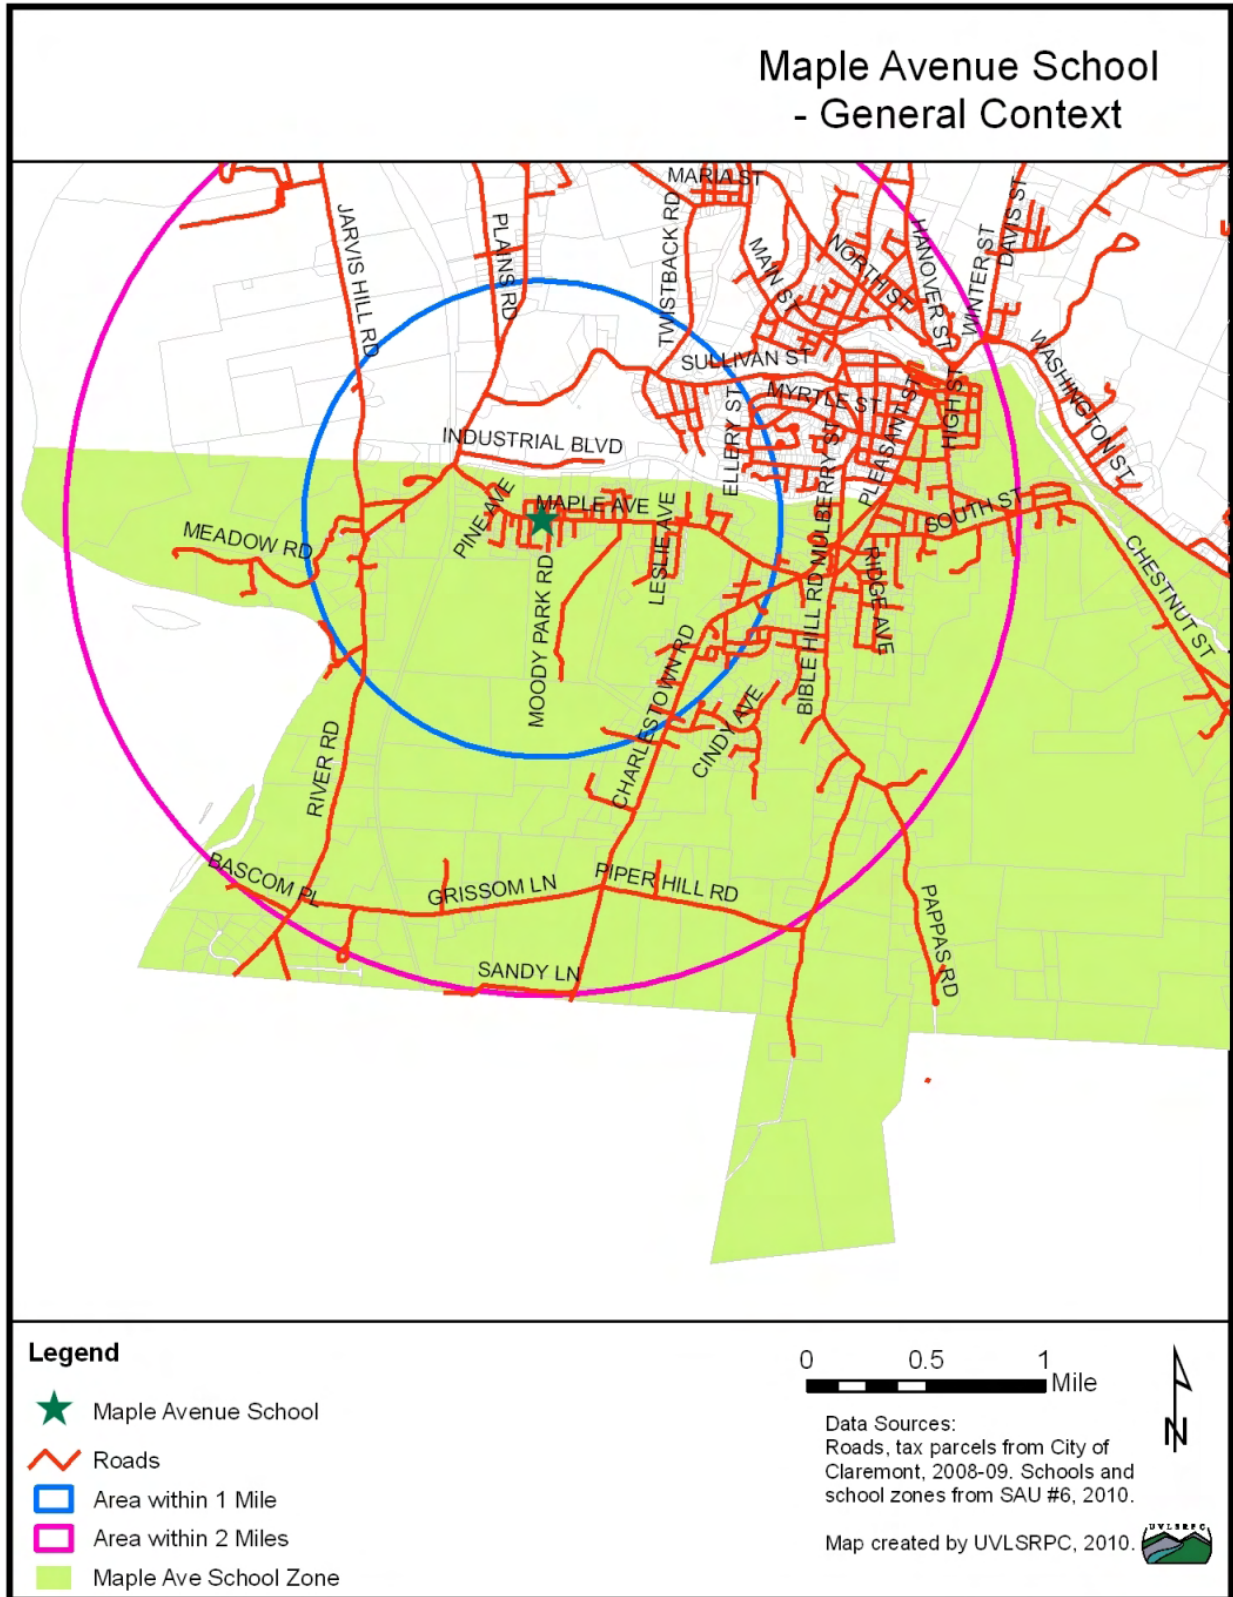 Maple Avenue School
- General Context
MARIA ST
JARVIS HILL RD
PLAINS RD
TWISTBACK RD
MAIN ST
NORTH ST
HANOVER ST
WINTER ST
DAVIS ST
WASHINGTON ST
SULLIVAN ST
MYRTLE ST
ELLERY ST
MULBERRY ST
PLEASANT ST
HIGH ST
INDUSTRIAL BLVD
PINE AVE
MAPLE AVE
LESLIE AVE
SOUTH ST
MEADOW RD
MOODY PARK RD
RIDGE AVE
CHESTNUT ST
BIBLE HILL RD
CHARLESTOWN RD
CINDY AVE
RIVER RD
BASCOM PL
GRISSOM LN
PIPER HILL RD
PAPPAS RD
SANDY LN
Legend
Maple Avenue School
Roads
Area within 1 Mile
Area within 2 Miles
Maple Ave School Zone
0 0.5 1
Mile
N
Data Sources:
Roads, tax parcels from City of
Claremont, 2008-09. Schools and
school zones from SAU #6, 2010.
Map created by UVLSRPC, 2010.
UVLSRPC